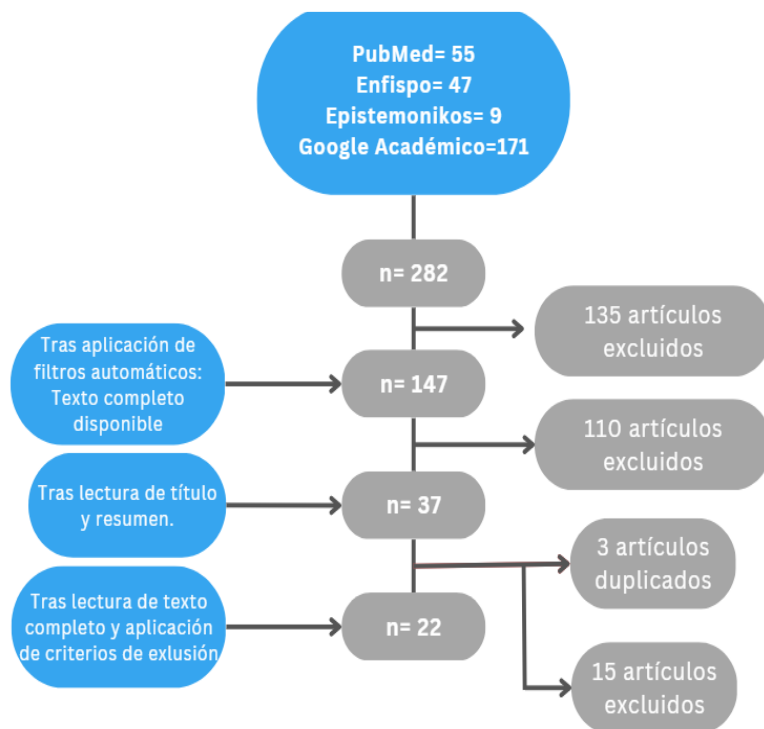 PubMed= 55
Enfispo= 47
Epistemonikos= 9
Google Académico=171
n= 282
135 artículos
excluidos
Tras aplicación de
filtros automáticos:
Texto completo
disponible
n= 147
110 artículos
excluidos
Tras lectura de título
y resumen.
n= 37
3 artículos
duplicados
Tras lectura de texto
completo y aplicación
de criterios de exlusión
n= 22
15 artículos
excluidos